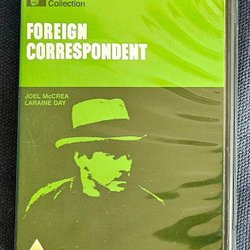 Collection
FOREIGN
CORRESPONDENT
JOEL McCREA
LARAINE DAY